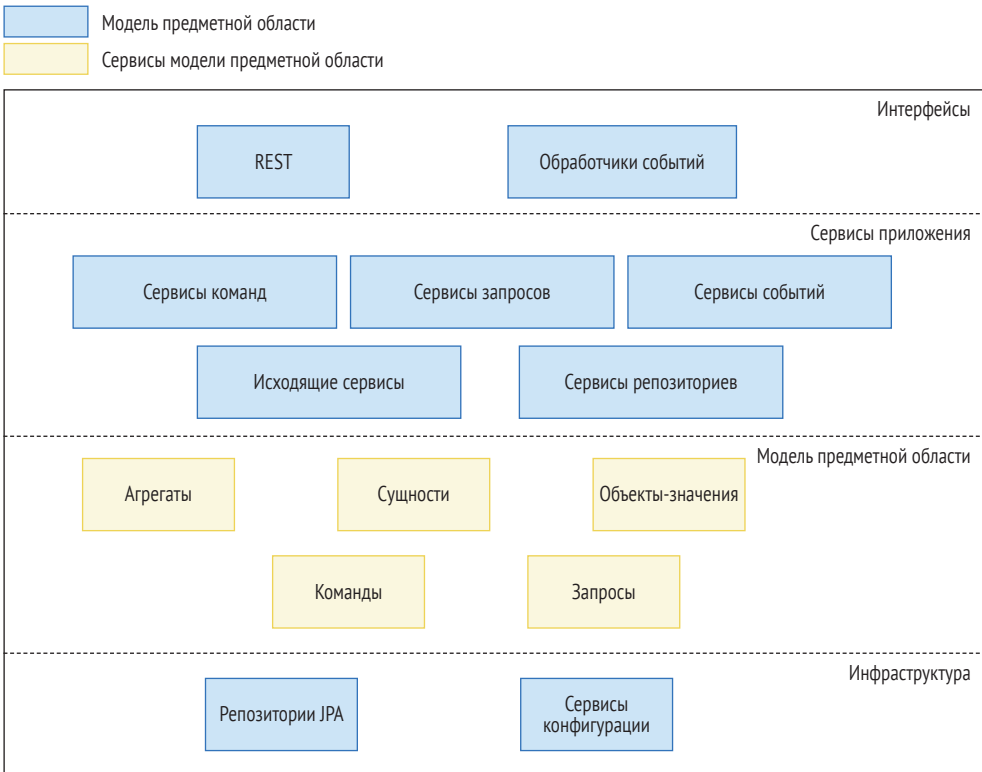 Модель предметной области
Сервисы модели предметной области
Интерфейсы
REST
Обработчики событий
Сервисы приложения
Сервисы команд
Сервисы запросов
Сервисы событий
Исходящие сервисы
Сервисы репозиториев
Модель предметной области
Агрегаты
Сущности
Объекты-значения
Команды
Запросы
Инфраструктура
Репозитории JPA
Сервисы
конфигурации